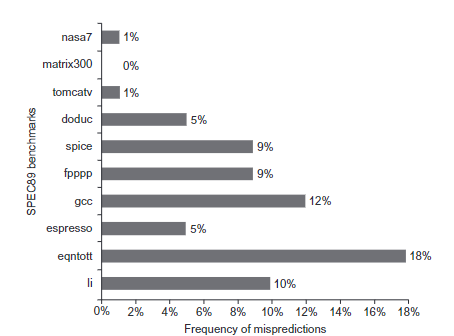 nasa7 1%
matrix300 0%
tomcatv 1%
doduc 5%
spice 9%
fpppp 9%
gcc 12%
espresso 5%
eqntott 18%
li 10%
SPEC89 benchmarks
0% 2% 4% 6% 8% 10% 12% 14% 16% 18%
Frequency of mispredictions